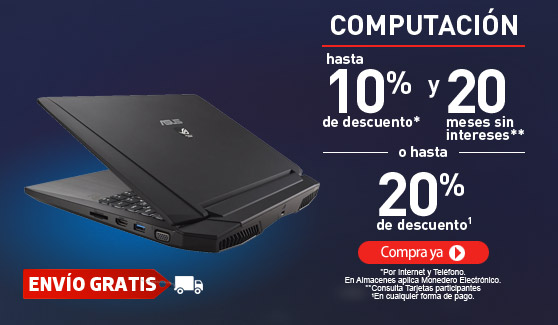 COMPUTACIÓN
hasta
10% y 20
de descuento* meses sin
intereses**
o hasta
20%
de descuento¹
Compra ya
*Por Internet y Teléfono.
En Almacenes aplica Monedero Electrónico.
**Consulta Tarjetas participantes
¹En cualquier forma de pago.
ASUS
ENVÍO GRATIS